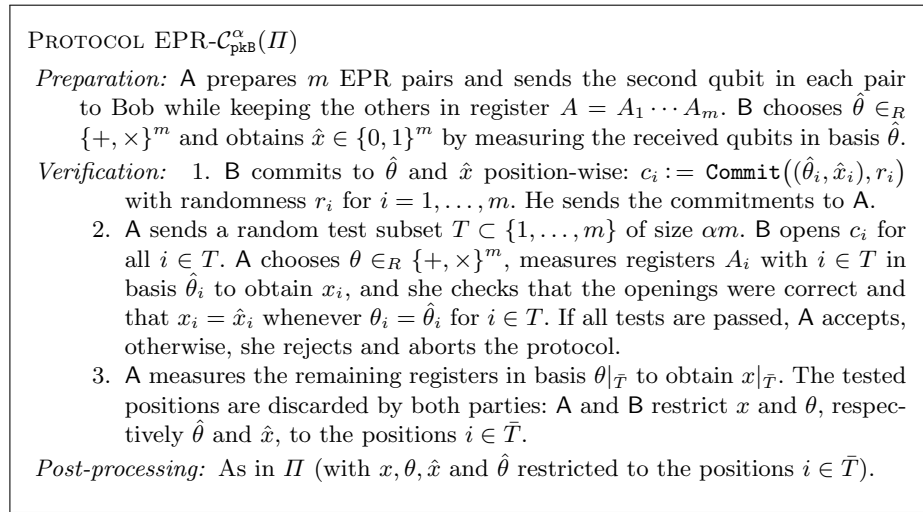 PROTOCOL EPR-𝒞^α_pkB(Π)
Preparation: A prepares m EPR pairs and sends the second qubit in each pair
to Bob while keeping the others in register A = A₁ ··· Aₘ. B chooses θ̂ ∈_R
{+, ×}^m and obtains x̂ ∈ {0, 1}^m by measuring the received qubits in basis θ̂.
Verification: 1. B commits to θ̂ and x̂ position-wise: c_i := Commit((θ̂_i, x̂_i), r_i)
with randomness r_i for i = 1, . . . , m. He sends the commitments to A.
2. A sends a random test subset T ⊂ {1, . . . , m} of size αm. B opens c_i for
all i ∈ T. A chooses θ ∈_R {+, ×}^m, measures registers A_i with i ∈ T in
basis θ̂_i to obtain x_i, and she checks that the openings were correct and
that x_i = x̂_i whenever θ_i = θ̂_i for i ∈ T. If all tests are passed, A accepts,
otherwise, she rejects and aborts the protocol.
3. A measures the remaining registers in basis θ|_T̄ to obtain x|_T̄. The tested
positions are discarded by both parties: A and B restrict x and θ, respec-
tively θ̂ and x̂, to the positions i ∈ T̄.
Post-processing: As in Π (with x, θ, x̂ and θ̂ restricted to the positions i ∈ T̄).